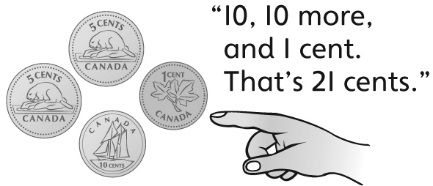 5 CENTS
CANADA
5 CENTS
CANADA
1 CENT
CANADA
CANADA
10 CENTS
“10, 10 more,
and 1 cent.
That’s 21 cents.”